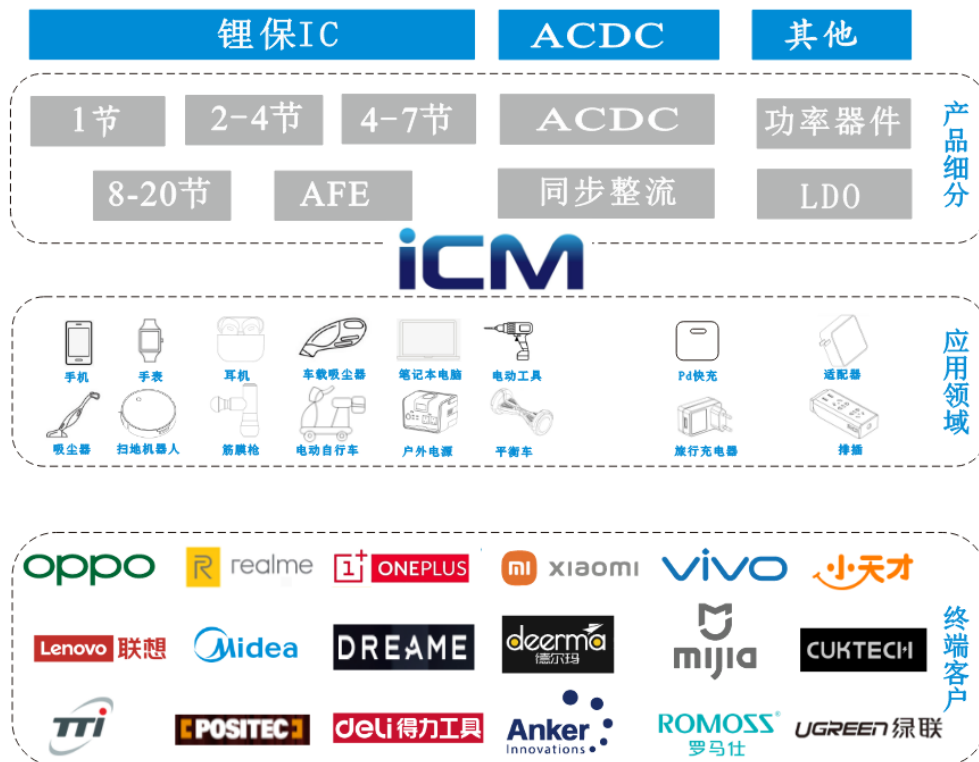 锂保IC
ACDC
其他
1节
2-4节
4-7节
ACDC
功率器件
8-20节
AFE
同步整流
LDO
产品细分
iCM
手机
手表
耳机
车载吸尘器
笔记本电脑
电动工具
Pd快充
适配器
吸尘器
扫地机器人
筋膜枪
电动自行车
户外电源
平衡车
旅行充电器
排插
应用领域
oppo
R realme
1+ ONEPLUS
mi xiaomi
vivo
小天才
Lenovo 联想
Midea
DREAME
deerma
德尔玛
mijia
CUKTECH
TTi
POSITEC
deli得力工具
Anker
Innovations
ROMOSS®
罗马仕
UGREEN绿联
终端客户